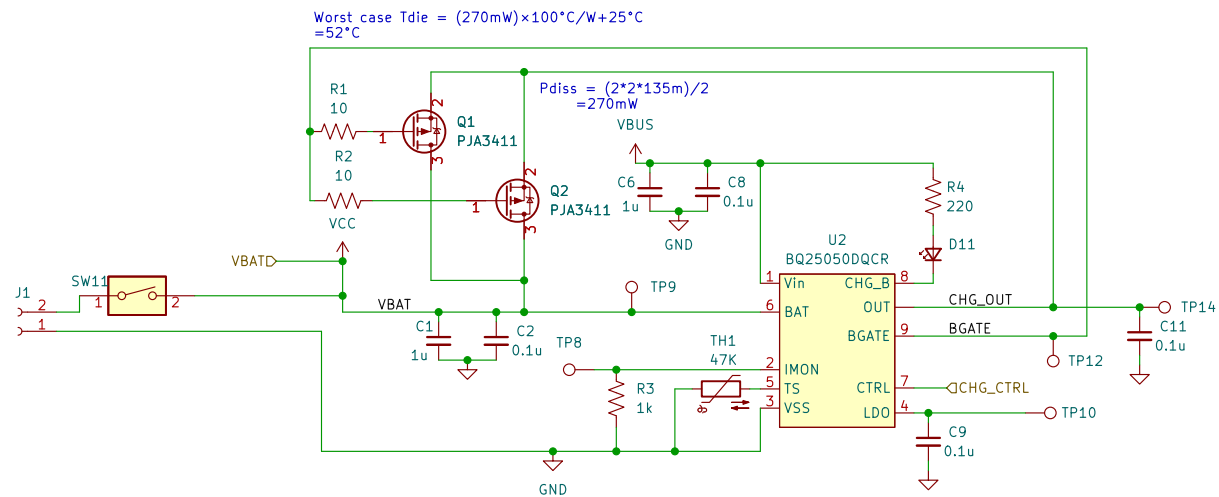 Worst case Tdie = (270mW)×100°C/W+25°C
=52°C
Pdiss = (2*2*135m)/2
=270mW
R1
10
2
Q1
PJA3411
1
3
R2
10
2
Q2
PJA3411
1
3
VBUS
C6
1u
C8
0.1u
GND
R4
220
D11
VCC
VBAT
U2
BQ25050DQCR
J1
2
1
SW11
1
2
VBAT
TP9
C1
1u
C2
0.1u
1
Vin
6
BAT
2
IMON
5
TS
3
VSS
CHG_B
8
OUT
CHG_OUT
BGATE
9
BGATE
CTRL
7
CHG_CTRL
LDO
4
TP14
C11
0.1u
TP12
TP10
C9
0.1u
TP8
TH1
47K
R3
1k
GND